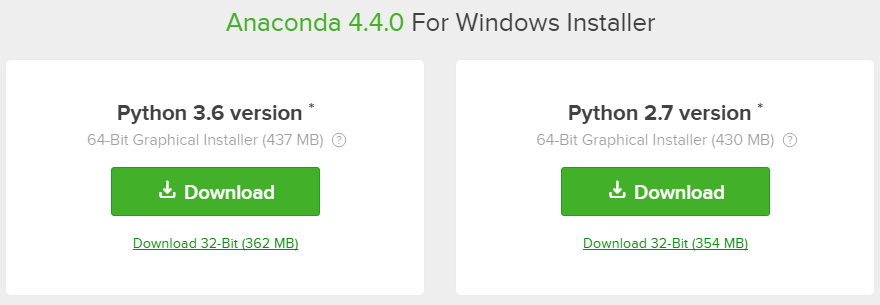 Anaconda 4.4.0 For Windows Installer
Python 3.6 version *
64-Bit Graphical Installer (437 MB) ?
Download
Download 32-Bit (362 MB)
Python 2.7 version *
64-Bit Graphical Installer (430 MB) ?
Download
Download 32-Bit (354 MB)